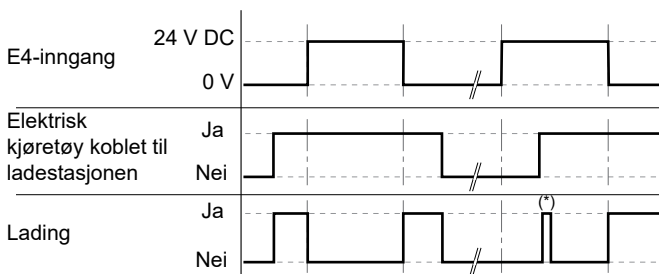 24 V DC
E4-inngang
0 V
Elektrisk
kjøretøy koblet til
ladestasjonen
Ja
Nei
(*)
Ja
Lading
Nei